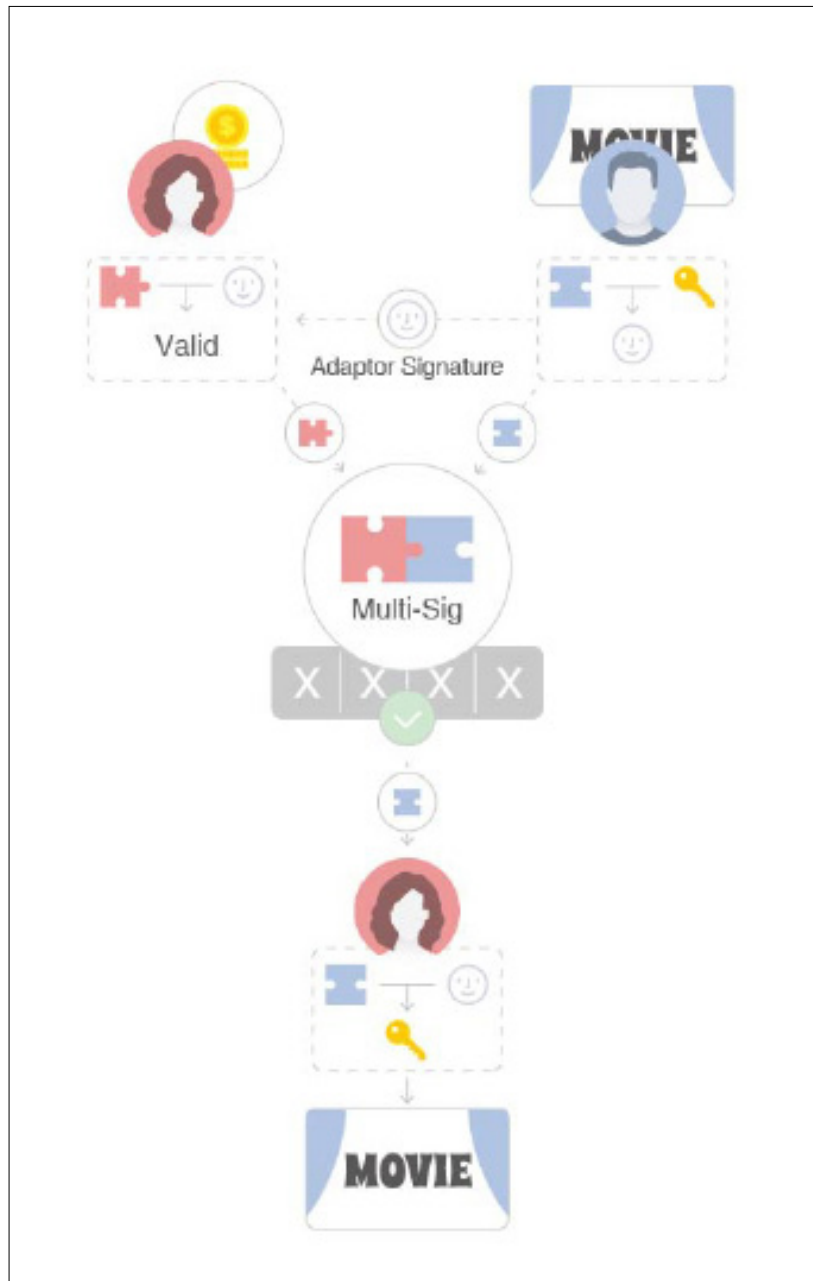 $
MOVIE
Valid
Adaptor Signature
Multi-Sig
X X X X
MOVIE